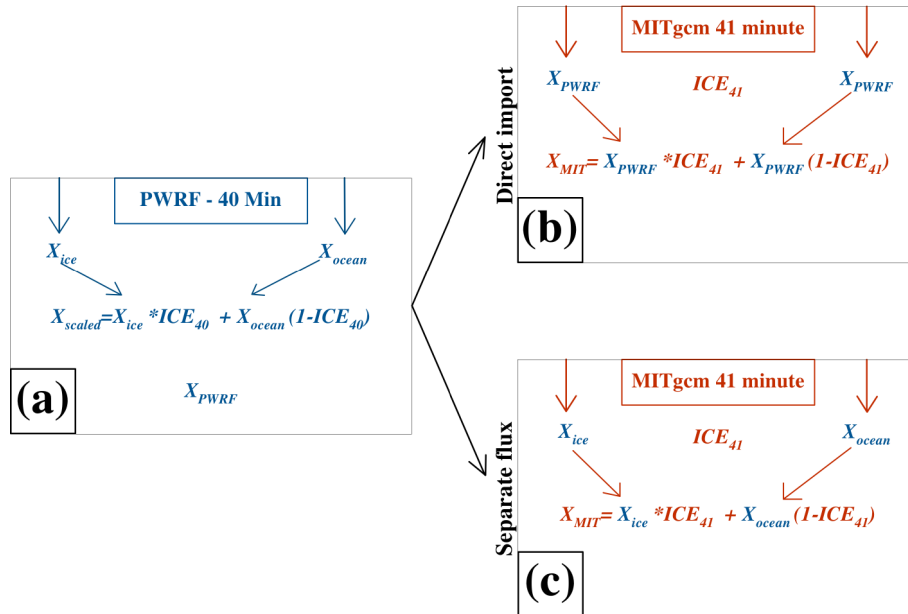 PWRF - 40 Min
X_ice
X_ocean
X_scaled=X_ice *ICE_40 + X_ocean (1-ICE_40)
X_PWRF
(a)
Direct import
MITgcm 41 minute
X_PWRF
ICE_41
X_PWRF
X_MIT= X_PWRF *ICE_41 + X_PWRF (1-ICE_41)
(b)
Separate flux
MITgcm 41 minute
X_ice
ICE_41
X_ocean
X_MIT= X_ice *ICE_41 + X_ocean (1-ICE_41)
(c)